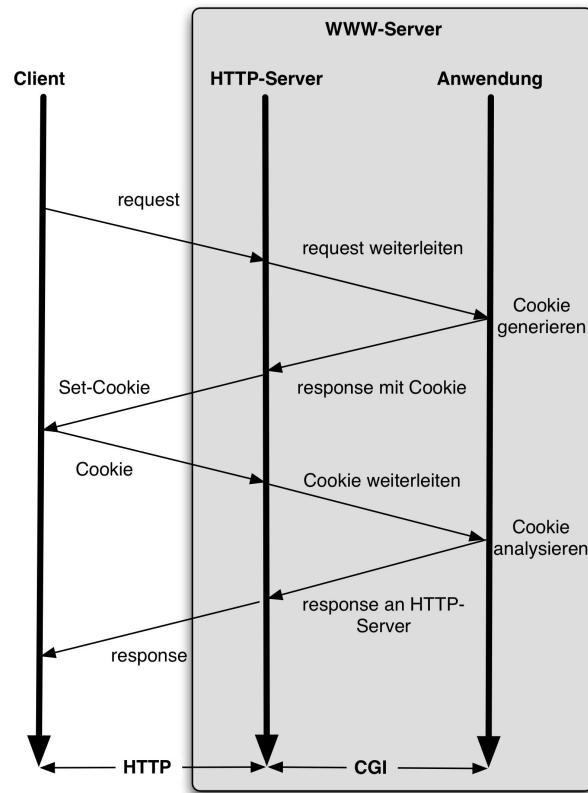 WWW-Server
Client
HTTP-Server
Anwendung
request
request weiterleiten
Cookie
generieren
Set-Cookie
response mit Cookie
Cookie
Cookie weiterleiten
Cookie
analysieren
response an HTTP-
Server
response
HTTP
CGI